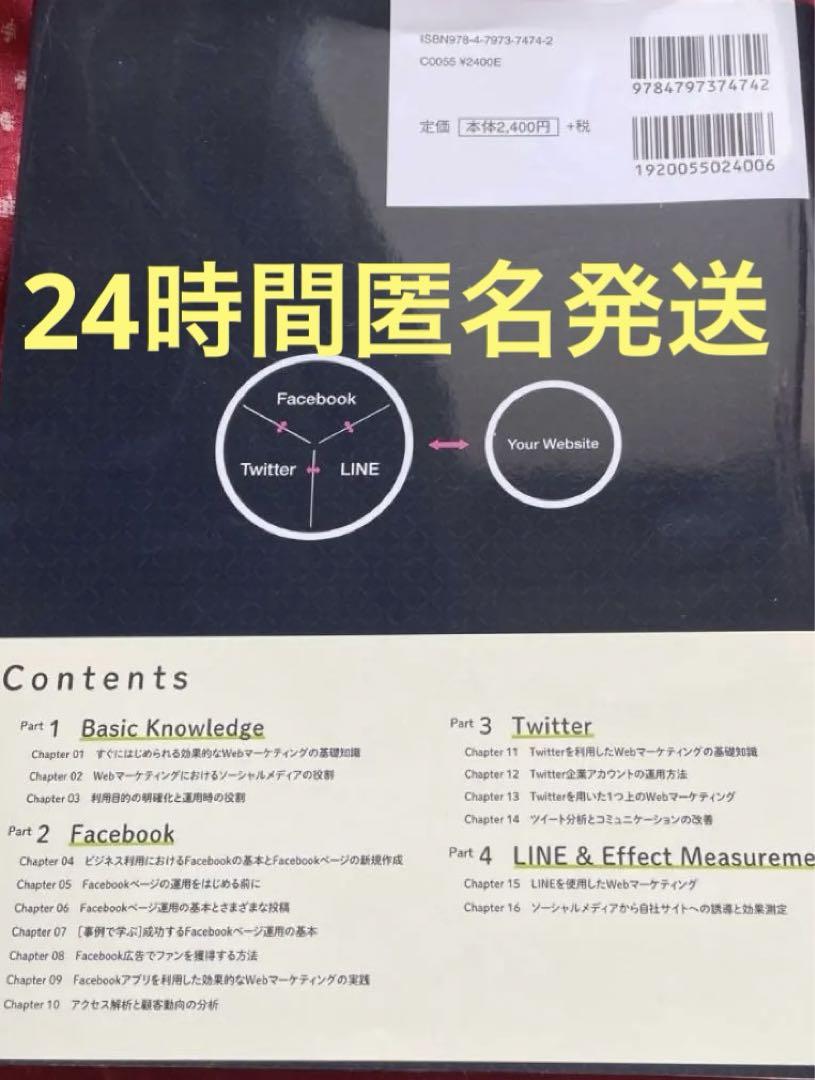 ISBN978-4-7973-7474-2
C0055 ¥2400E
9784797374742
定価 本体2,400円 +税
1920055024006
24時間匿名発送
Facebook
Twitter
LINE
Your Website
Contents
Part 1 Basic Knowledge
Chapter 01 すぐにはじめられる効果的なWebマーケティングの基礎知識
Chapter 02 Webマーケティングにおけるソーシャルメディアの役割
Chapter 03 利用目的の明確化と運用時の役割
Part 2 Facebook
Chapter 04 ビジネス利用におけるFacebookの基本とFacebookページの新規作成
Chapter 05 Facebookページの運用をはじめる前に
Chapter 06 Facebookページ運用の基本とさまざまな投稿
Chapter 07 [事例で学ぶ]成功するFacebookページ運用の基本
Chapter 08 Facebook広告でファンを獲得する方法
Chapter 09 Facebookアプリを利用した効果的なWebマーケティングの実践
Chapter 10 アクセス解析と顧客動向の分析
Part 3 Twitter
Chapter 11 Twitterを利用したWebマーケティングの基礎知識
Chapter 12 Twitter企業アカウントの運用方法
Chapter 13 Twitterを用いた1つ上のWebマーケティング
Chapter 14 ツイート分析とコミュニケーションの改善
Part 4 LINE & Effect Measureme
Chapter 15 LINEを使用したWebマーケティング
Chapter 16 ソーシャルメディアから自社サイトへの誘導と効果測定